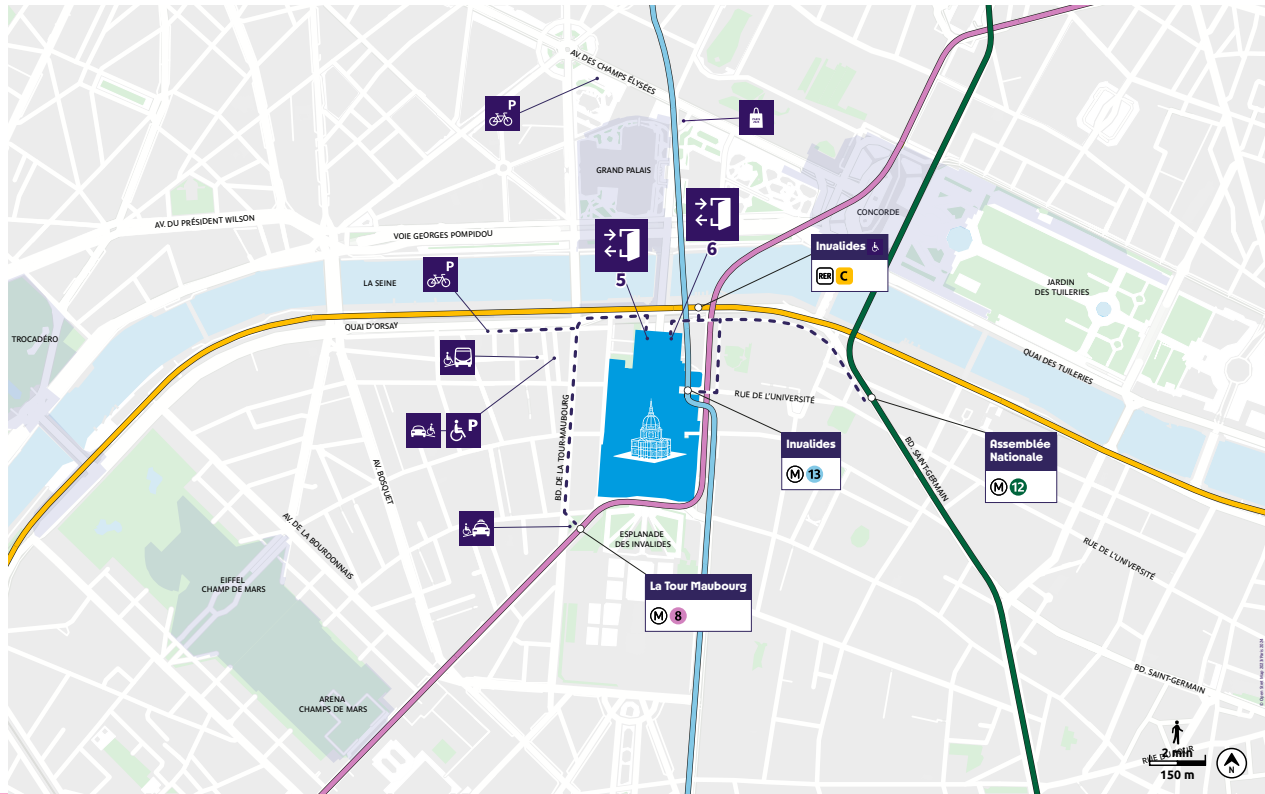 AV. DES CHAMPS ÉLYSÉES
P
GRAND PALAIS
AV. DU PRÉSIDENT WILSON
VOIE GEORGES POMPIDOU
CONCORDE
5
6
Invalides
RER C
P
LA SEINE
JARDIN
DES TUILERIES
QUAI D'ORSAY
TROCADÉRO
QUAI DES TUILERIES
RUE DE L'UNIVERSITÉ
P
BD. DE LA TOUR-MAUBOURG
Invalides
M 13
Assemblée
Nationale
M 12
BD. SAINT-GERMAIN
AV. BOSQUET
AV. DE LA BOURDONNAIS
ESPLANADE
DES INVALIDES
RUE DE L'UNIVERSITÉ
EIFFEL
CHAMP DE MARS
La Tour Maubourg
M 8
BD. SAINT-GERMAIN
ARENA
CHAMPS DE MARS
2 min
150 m
N